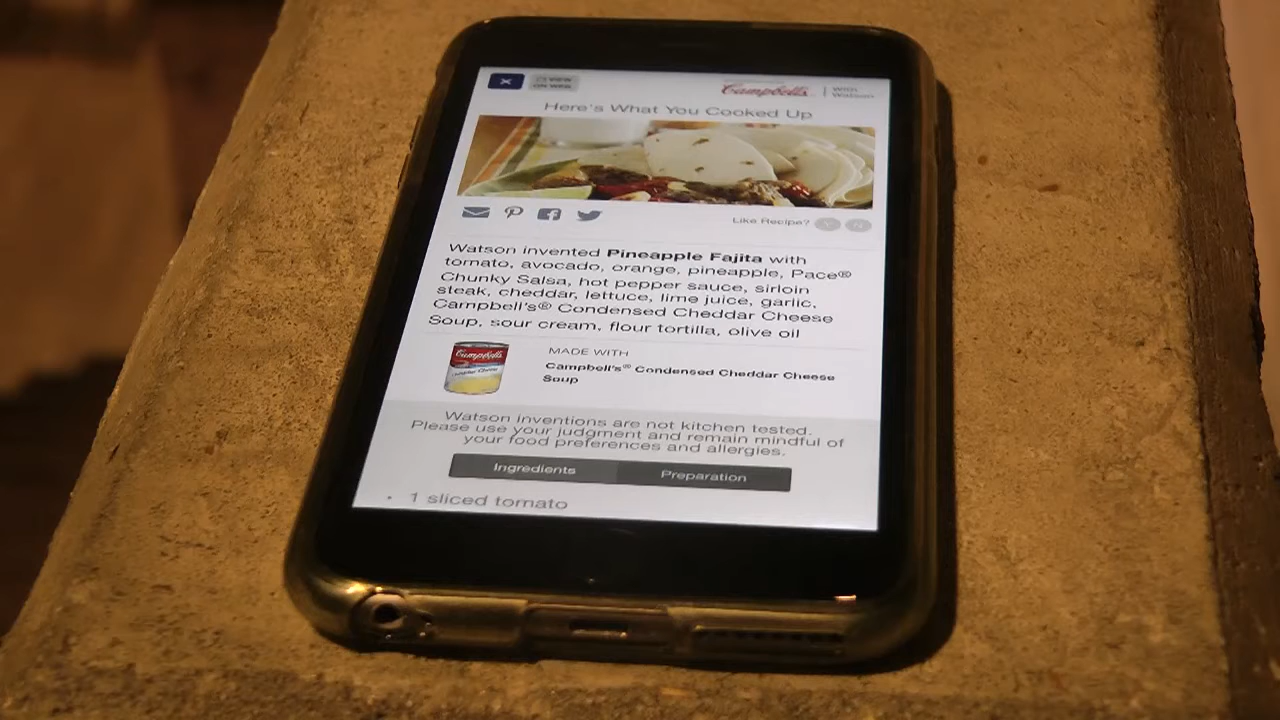 VIEW
ON WEB
Campbell's
With
Watson
Here's What You Cooked Up
Like Recipe?
Watson invented Pineapple Fajita with
tomato, avocado, orange, pineapple, Pace®
Chunky Salsa, hot pepper sauce, sirloin
steak, cheddar, lettuce, lime juice, garlic,
Campbell's® Condensed Cheddar Cheese
Soup, sour cream, flour tortilla, olive oil
Campbell's
MADE WITH
Campbell's® Condensed Cheddar Cheese
Soup
Watson inventions are not kitchen tested.
Please use your judgment and remain mindful of
your food preferences and allergies.
Ingredients
Preparation
• 1 sliced tomato